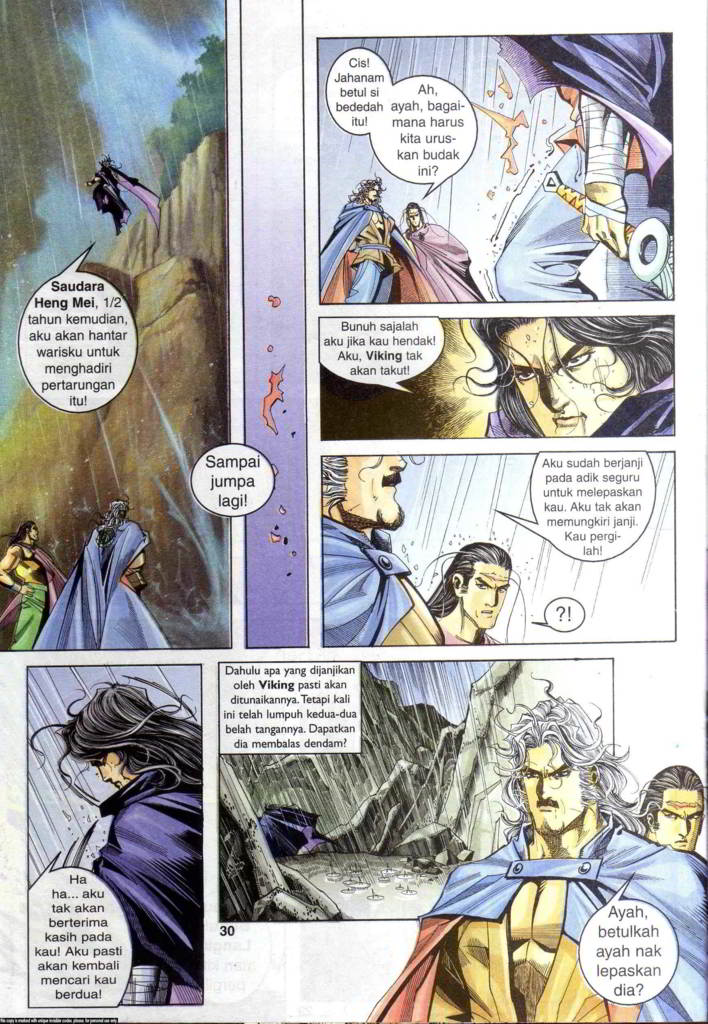 Saudara
Heng Mei, 1/2
tahun kemudian,
aku akan hantar
warisku untuk
menghadiri
pertarungan
itu!
Sampai
jumpa
lagi!
Cis!
Jahanam
betul si
bededah
itu!
Ah,
ayah, bagai-
mana harus
kita urus-
kan budak
ini?
Bunuh sajalah
aku jika kau hendak!
Aku, Viking tak
akan takut!
Aku sudah berjanji
pada adik seguru
untuk melepaskan
kau. Aku tak akan
memungkiri janji.
Kau pergi-
lah!
?!
Ha
ha... aku
tak akan
berterima
kasih pada
kau! Aku pasti
akan kembali
mencari kau
berdua!
Dahulu apa yang dijanjikan
oleh Viking pasti akan
ditunaikannya. Tetapi kali
ini telah lumpuh kedua-dua
belah tangannya. Dapatkan
dia membalas dendam?
Ayah,
betulkah
ayah nak
lepaskan
dia?
30